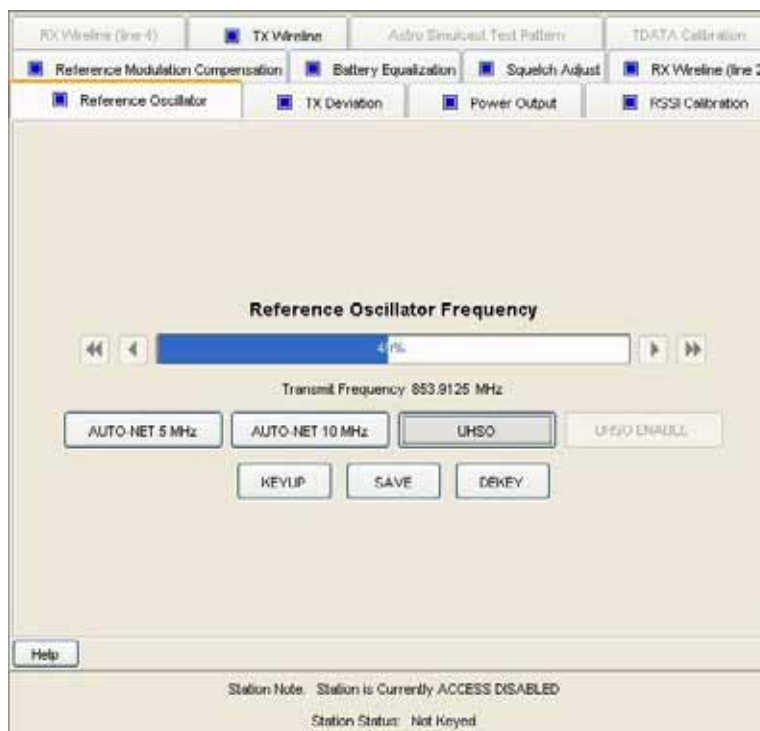 RX Wireline (line 4) TX Wireline Astro Simulcast Test Pattern TDATA Calibration
Reference Modulation Compensation Battery Equalization Squelch Adjust RX Wireline (line 2
Reference Oscillator TX Deviation Power Output RSSI Calibration
Reference Oscillator Frequency
Transmit Frequency 853.9125 MHz
AUTO-NET 5 MHz AUTO-NET 10 MHz UHSO UHSO ENABLE
KEYUP SAVE DEKEY
Help
Station Note: Station is Currently ACCESS DISABLED
Station Status: Not Keyed